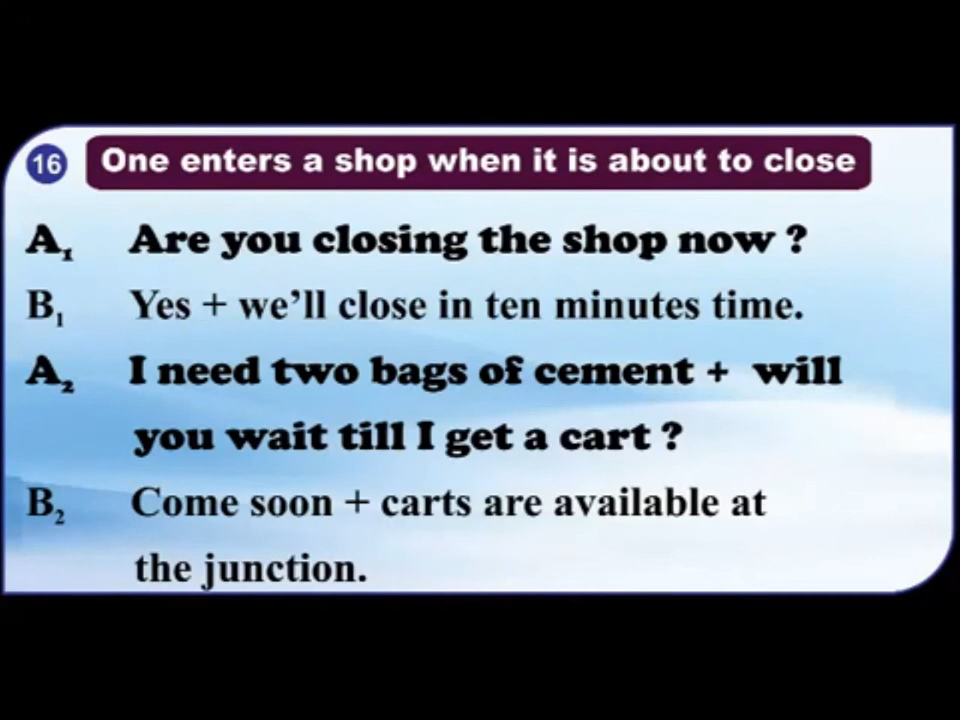 16 One enters a shop when it is about to close
A1 Are you closing the shop now ?
B1 Yes + we'll close in ten minutes time.
A2 I need two bags of cement + will
you wait till I get a cart ?
B2 Come soon + carts are available at
the junction.